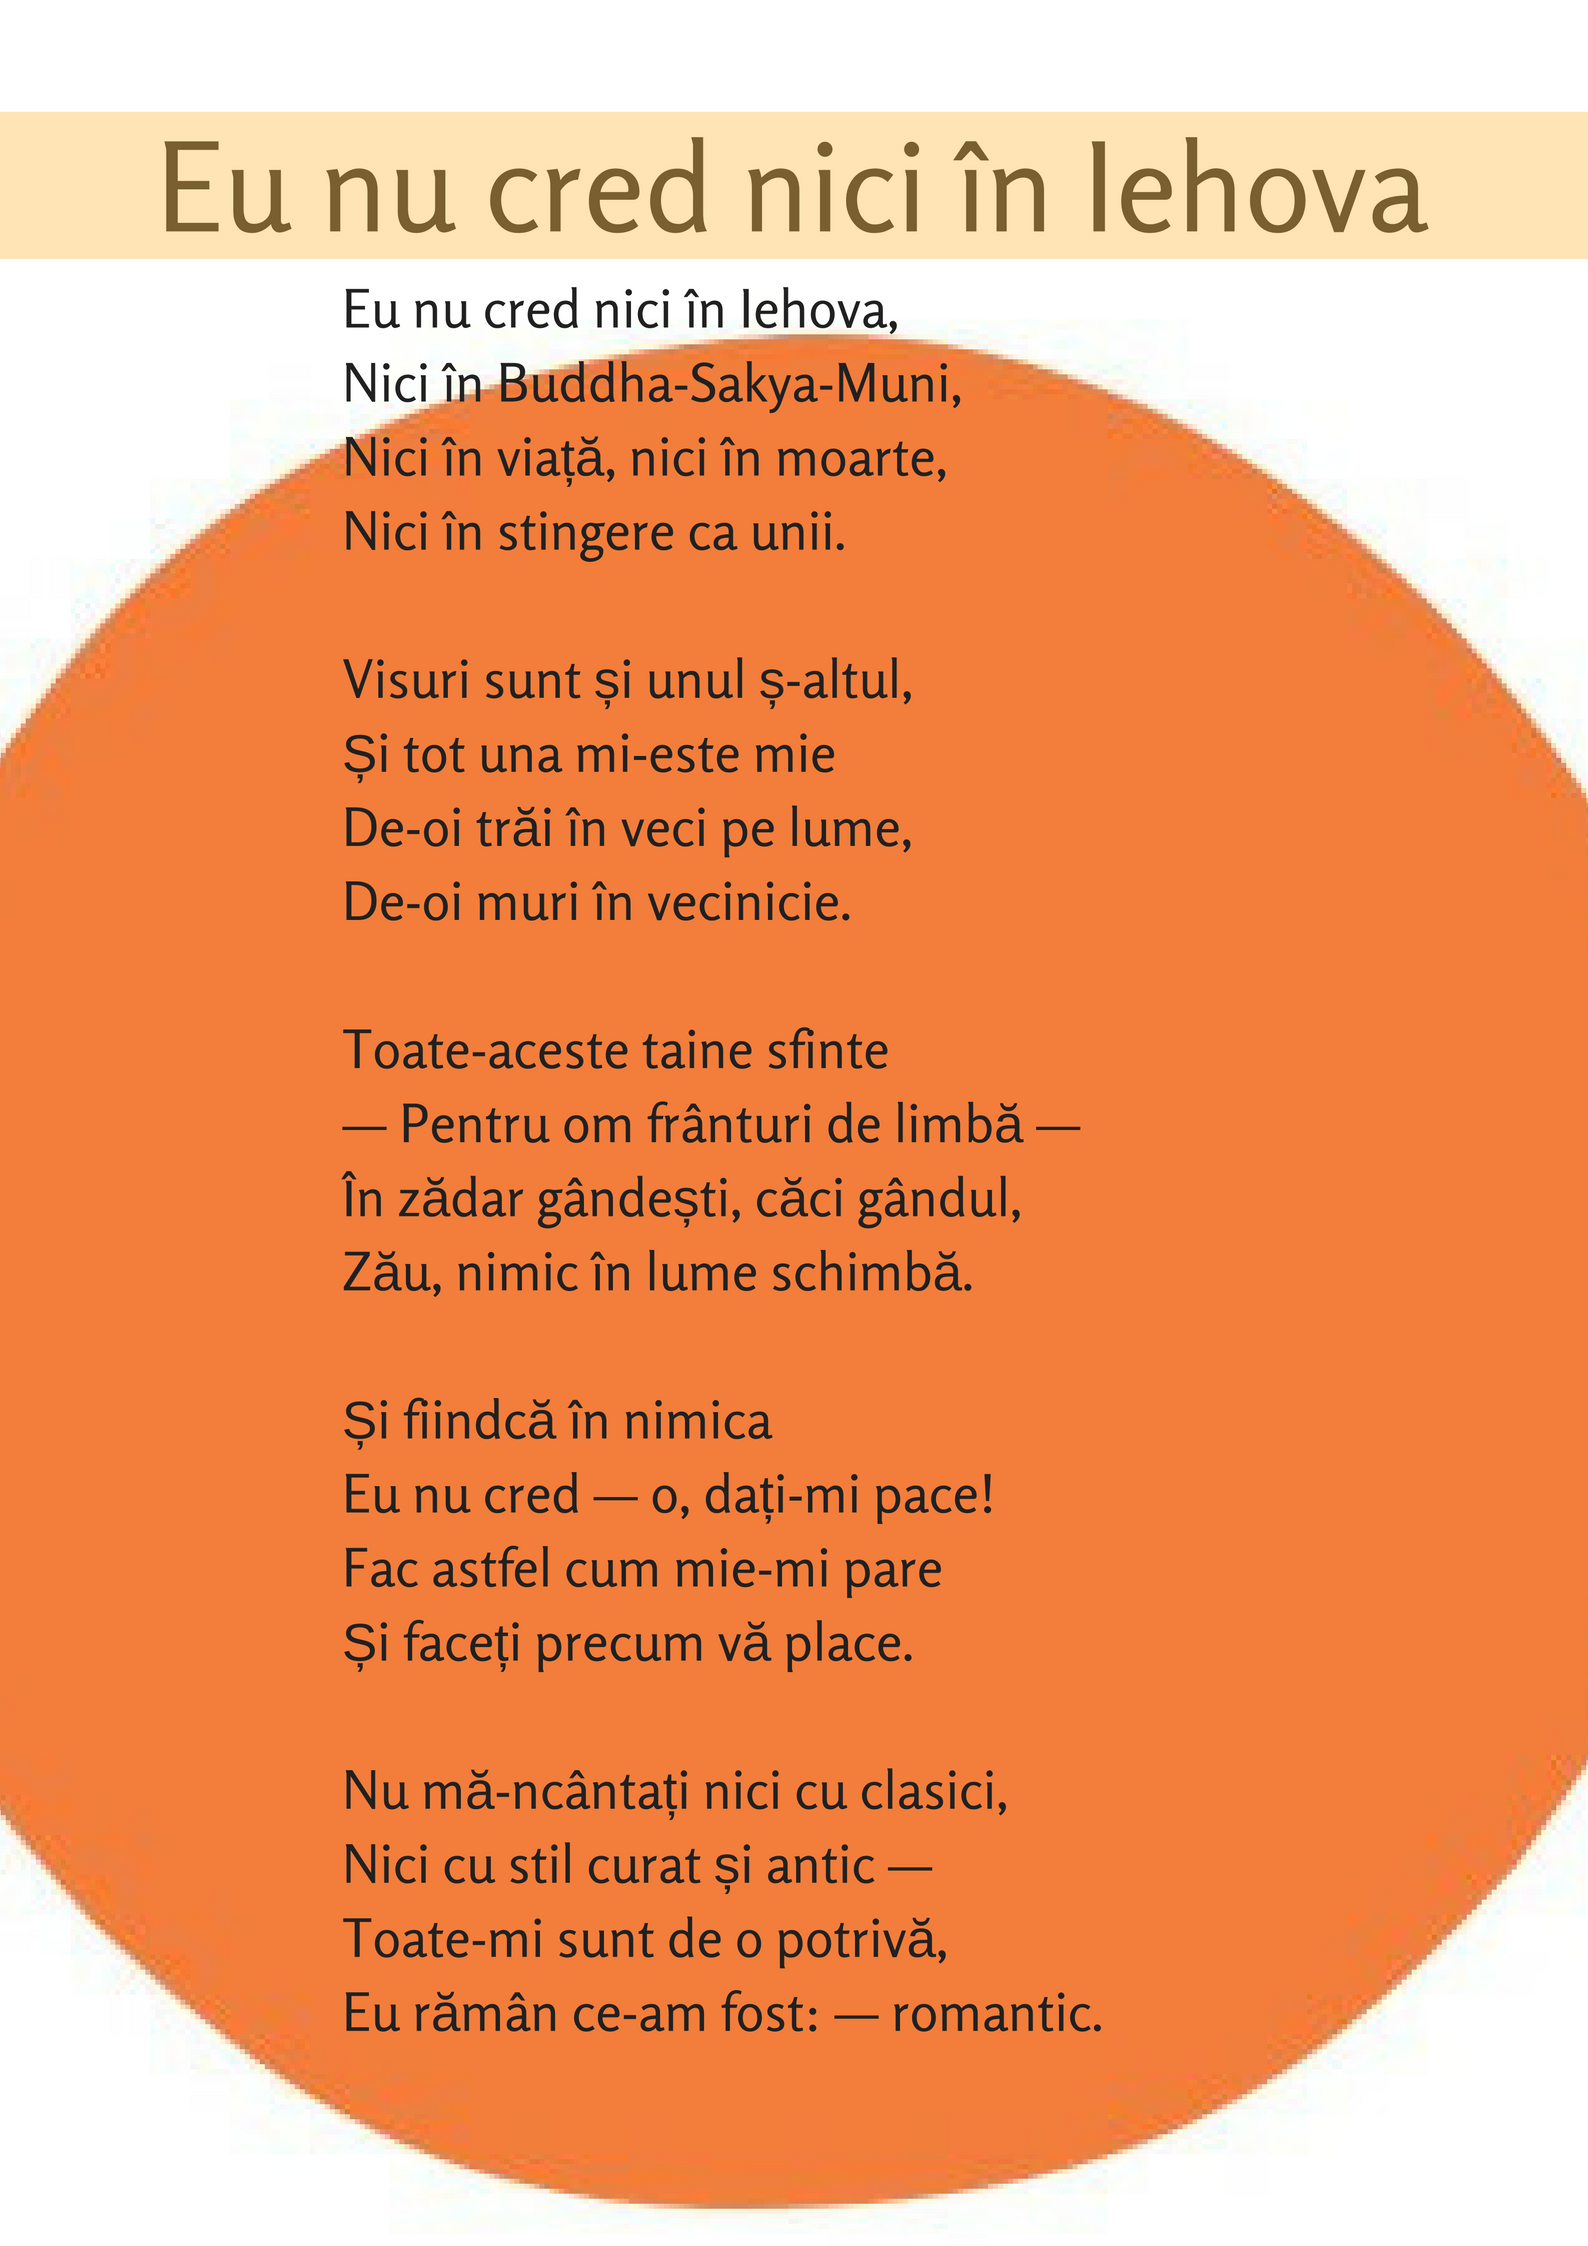 Eu nu cred nici în Iehova
Eu nu cred nici în Iehova,
Nici în Buddha-Sakya-Muni,
Nici în viață, nici în moarte,
Nici în stingere ca unii.
Visuri sunt și unul ș-altul,
Și tot una mi-este mie
De-oi trăi în veci pe lume,
De-oi muri în vecinicie.
Toate-aceste taine sfinte
— Pentru om frânturi de limbă —
În zădar gândești, căci gândul,
Zău, nimic în lume schimbă.
Și fiindcă în nimica
Eu nu cred — o, dați-mi pace!
Fac astfel cum mie-mi pare
Și faceți precum vă place.
Nu mă-ncântați nici cu clasici,
Nici cu stil curat și antic —
Toate-mi sunt de o potrivă,
Eu rămân ce-am fost: — romantic.